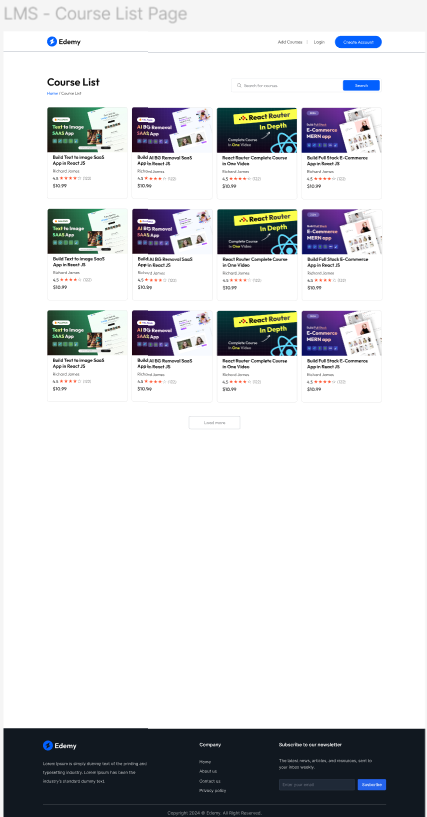 LMS - Course List Page
Edemy
Add Courses | Login Create Account
Course List
Home / Course List
Search for courses
Search
Text to Image
SAAS App
AI BG Removal
SAAS App
React Router
In Depth
Complete Course
in One Video
Build Full Stack
E-Commerce
MERN app
Build Text to Image SaaS
App in React JS
Richard James
4.5 (122)
$10.99
Build AI BG Removal SaaS
App in React JS
Richard James
4.5 (122)
$10.99
React Router Complete Course
in One Video
Richard James
4.5 (122)
$10.99
Build Full Stack E-Commerce
MERN App in React JS
Richard James
4.5 (122)
$10.99
Text to Image
SAAS App
AI BG Removal
SAAS App
React Router
In Depth
Complete Course
in One Video
Build Full Stack
E-Commerce
MERN app
Build Text to Image SaaS
App in React JS
Richard James
4.5 (122)
$10.99
Build AI BG Removal SaaS
App in React JS
Richard James
4.5 (122)
$10.99
React Router Complete Course
in One Video
Richard James
4.5 (122)
$10.99
Build Full Stack E-Commerce
MERN App in React JS
Richard James
4.5 (122)
$10.99
Text to Image
SAAS App
AI BG Removal
SAAS App
React Router
In Depth
Complete Course
in One Video
Build Full Stack
E-Commerce
MERN app
Build Text to Image SaaS
App in React JS
Richard James
4.5 (122)
$10.99
Build AI BG Removal SaaS
App in React JS
Richard James
4.5 (122)
$10.99
React Router Complete Course
in One Video
Richard James
4.5 (122)
$10.99
Build Full Stack E-Commerce
MERN App in React JS
Richard James
4.5 (122)
$10.99
Load more
Edemy
Lorem Ipsum is simply dummy text of the printing and
typesetting industry. Lorem Ipsum has been the
industry's standard dummy text.
Company
Home
About us
Contact us
Privacy policy
Subscribe to our newsletter
The latest news, articles, and resources, sent to
your inbox weekly.
Enter your email
Subscribe
Copyright 2024 © Edemy. All Right Reserved.